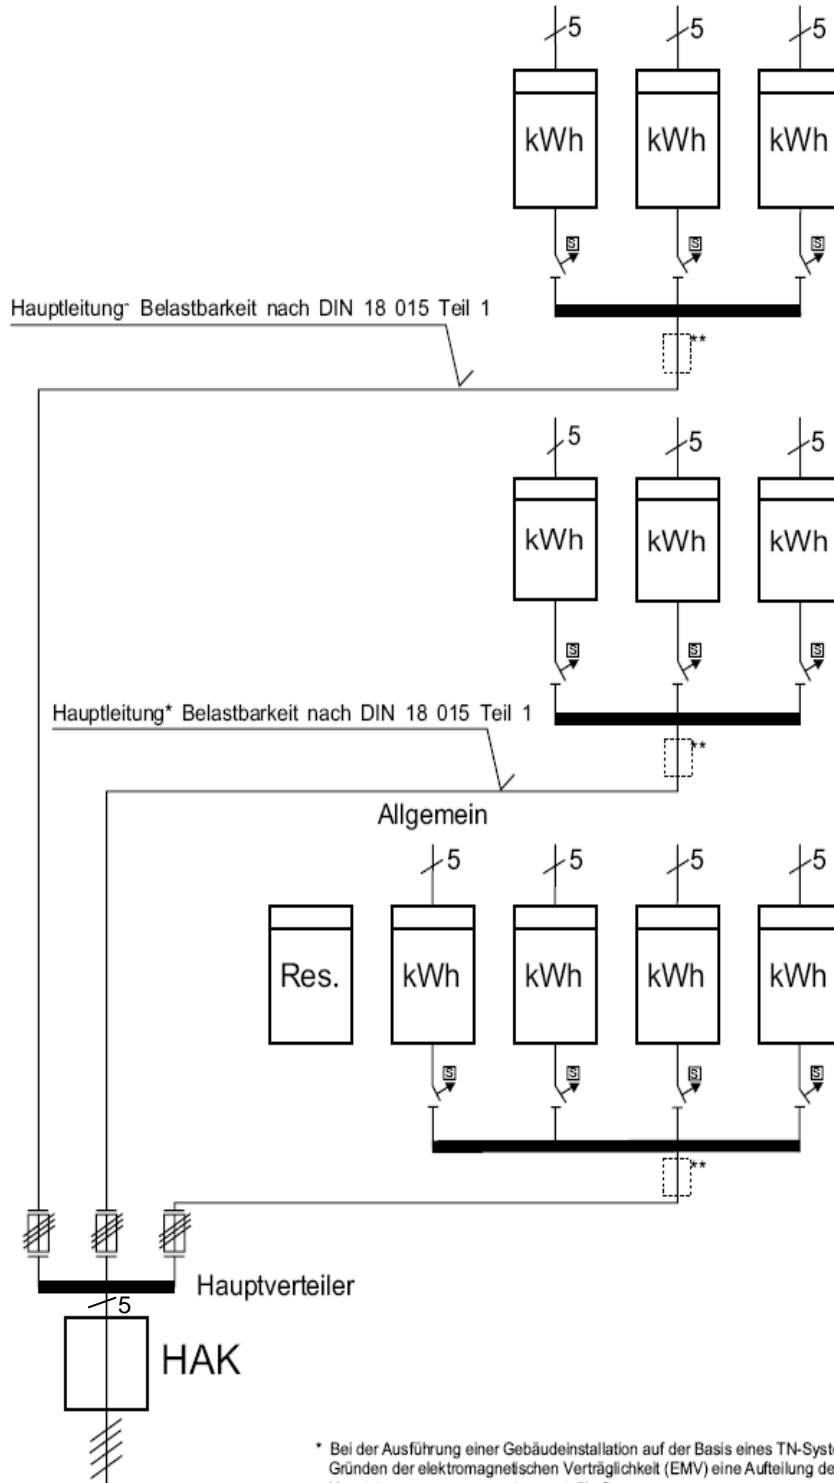 5 5 5
kWh kWh kWh
S S S
Hauptleitung* Belastbarkeit nach DIN 18 015 Teil 1
**
5 5 5
kWh kWh kWh
S S S
Hauptleitung* Belastbarkeit nach DIN 18 015 Teil 1
**
Allgemein
5 5 5 5
Res. kWh kWh kWh kWh
S S S S
**
Hauptverteiler
5
HAK
* Bei der Ausführung einer Gebäudeinstallation auf der Basis eines TN-Syste
Gründen der elektromagnetischen Verträglichkeit (EMV) eine Aufteilung de